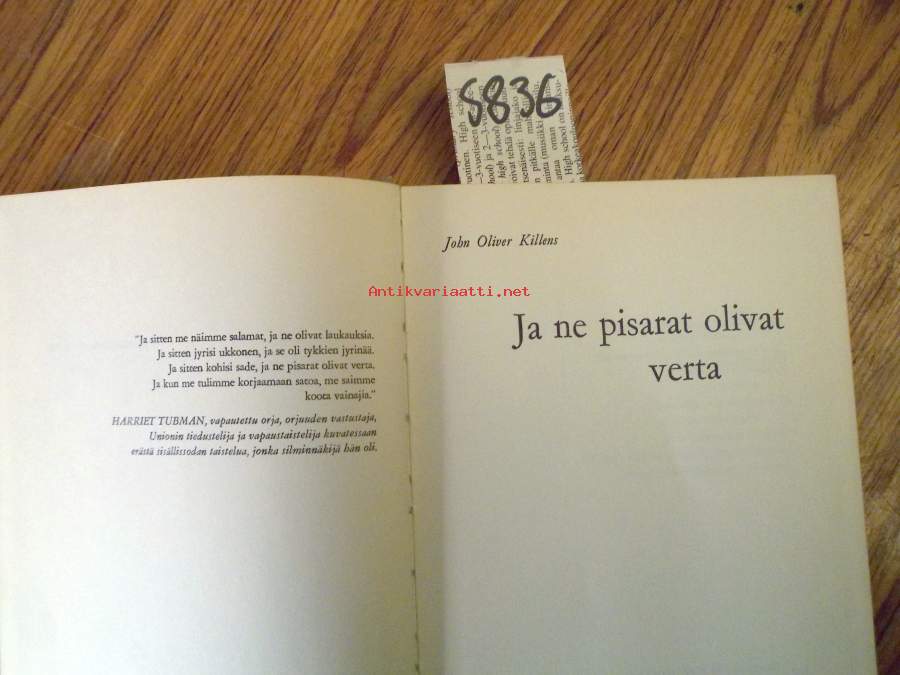 S836
John Oliver Killens
Antikvariaatti.net
Ja ne pisarat olivat
verta
"Ja sitten me näimme salamat, ja ne olivat laukauksia.
Ja sitten jyrisi ukkonen, ja se oli tykkien jyrinää.
Ja sitten kohisi sade, ja ne pisarat olivat verta.
Ja kun me tulimme korjaamaan satoa, me saimme
koota vainajia."
HARRIET TUBMAN, vapautettu orja, orjuuden vastustaja,
Unionin tiedustelija ja vapaustaistelija kuvatessaan
erästä sisällissodan taistelua, jonka silminnäkijä hän oli.